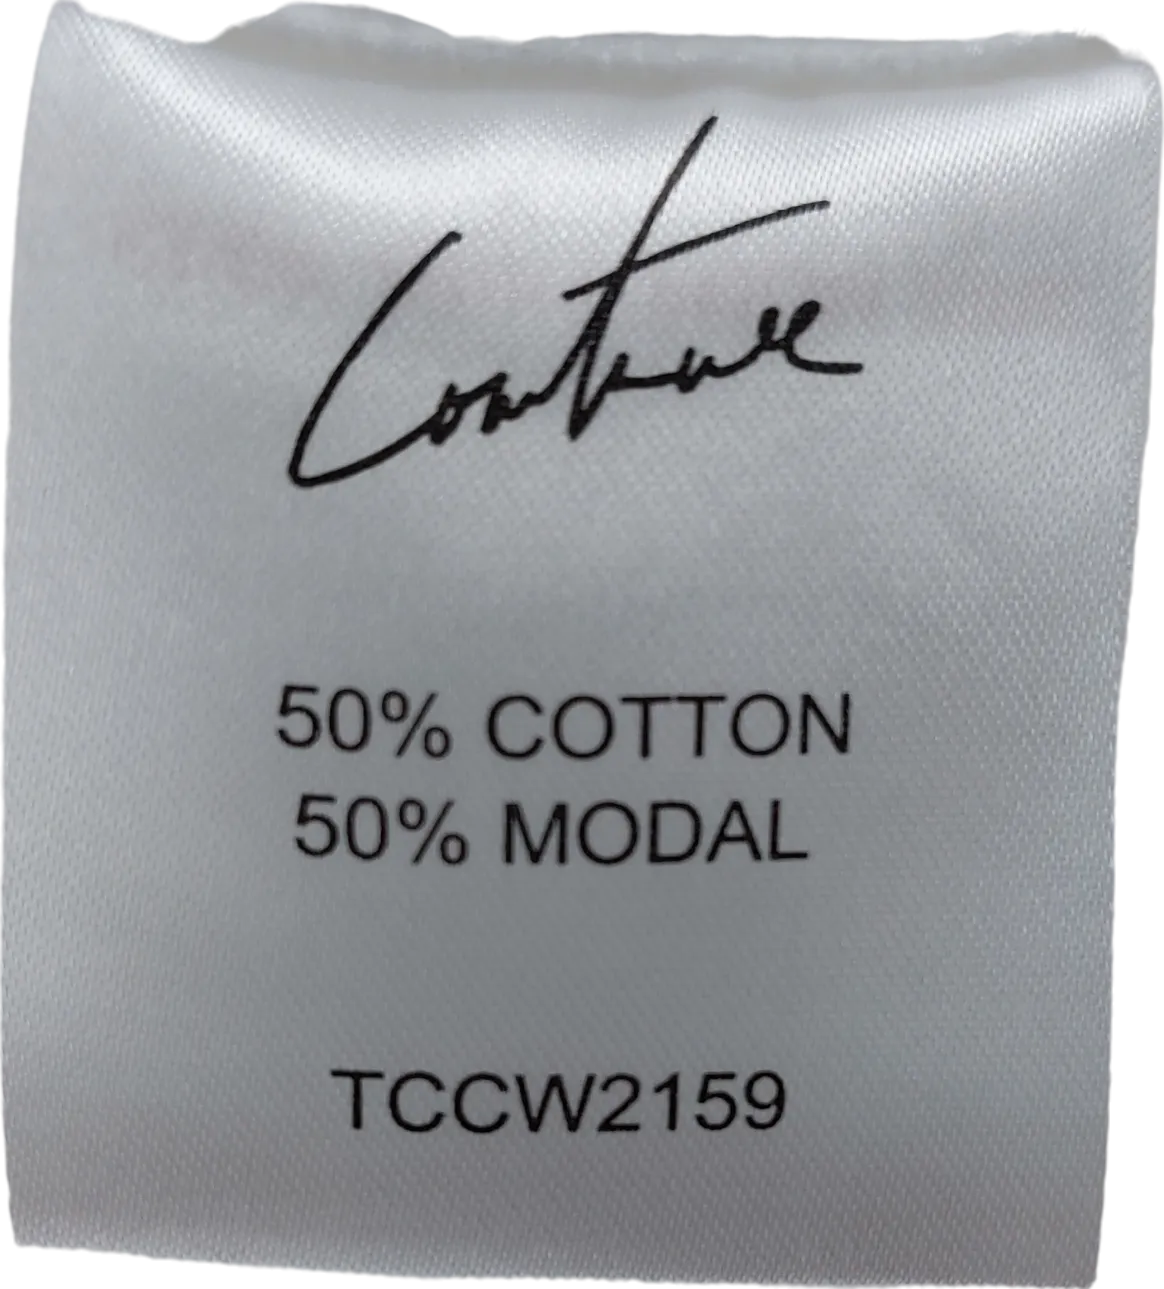 Couture
50% COTTON
50% MODAL
TCCW2159